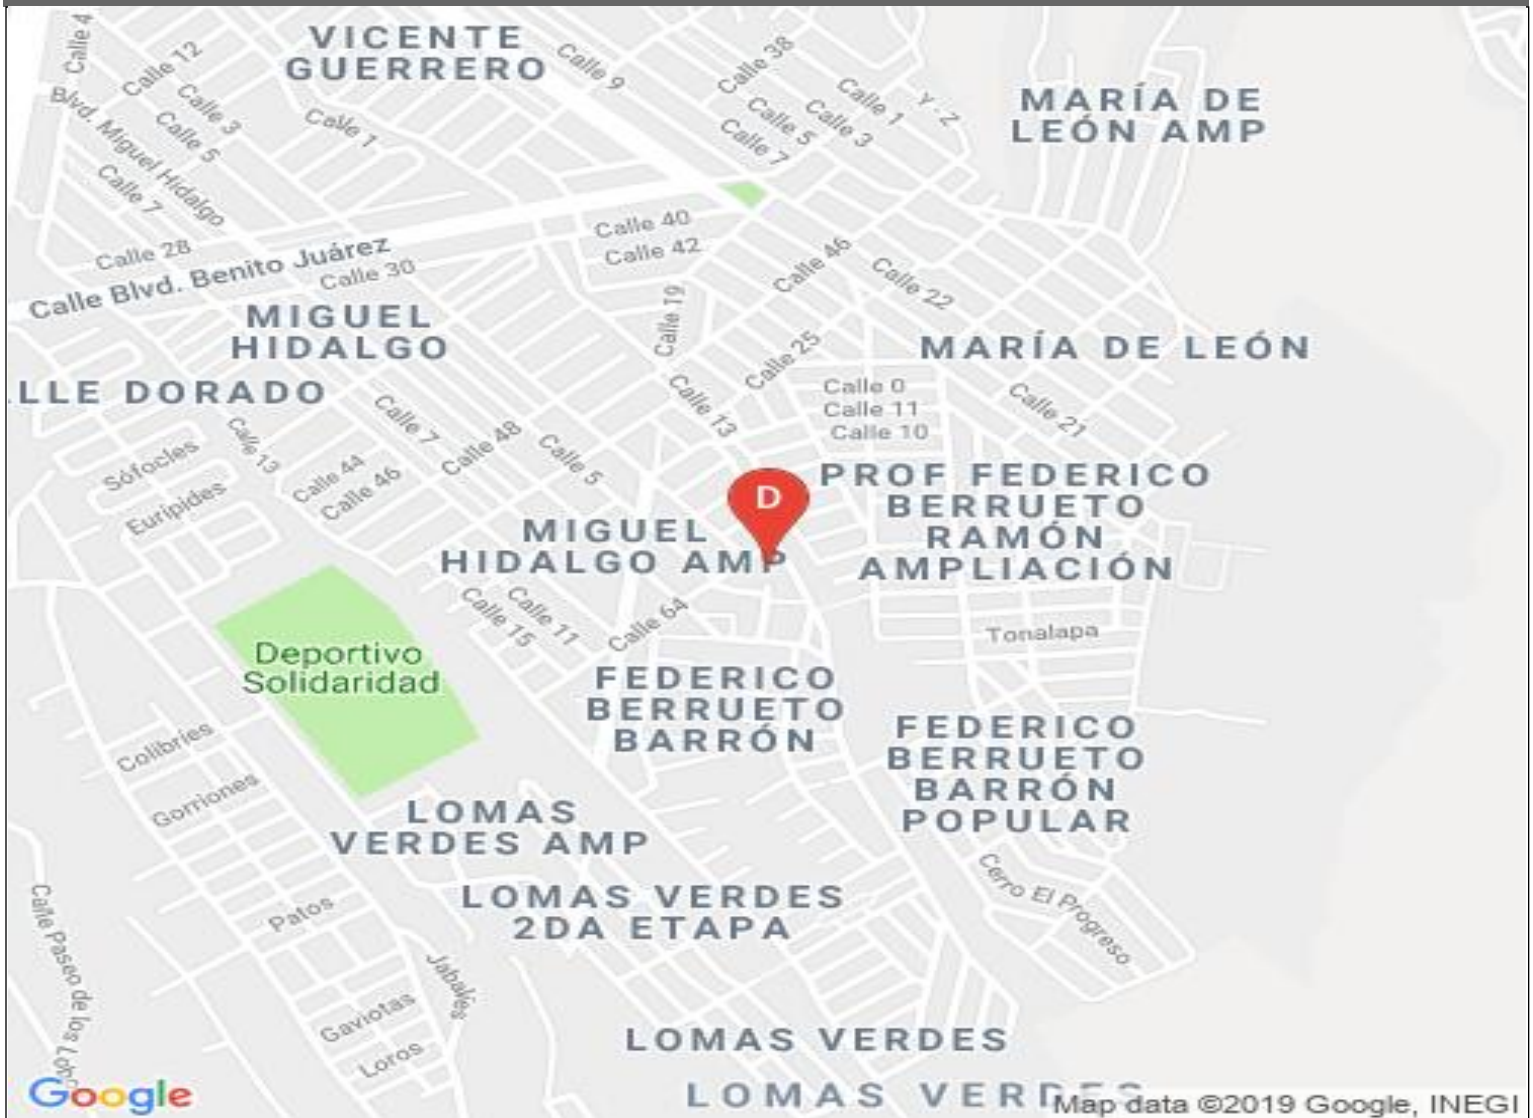 VICENTE
GUERRERO
Calle 4
Calle 12
Calle 3
Calle 5
Blvd. Miguel Hidalgo
Calle 7
Calle 1
Calle 9
Calle 38
Calle 1
Calle 3
Calle 5
Calle 7
Y - Z
MARÍA DE
LEÓN AMP
Calle 28
Calle Blvd. Benito Juárez
Calle 30
Calle 40
Calle 42
Calle 46
Calle 22
Calle 19
MIGUEL
HIDALGO
LLE DORADO
MARÍA DE LEÓN
Calle 25
Calle 13
Calle 0
Calle 11
Calle 10
Calle 21
Calle 7
Calle 48
Calle 5
Calle 13
Calle 44
Calle 46
Sófocles
Eurípides
D
PROF FEDERICO
BERRUETO
RAMÓN
AMPLIACIÓN
MIGUEL
HIDALGO AMP
Calle 11
Calle 15
Calle 64
Tonalapa
Deportivo
Solidaridad
FEDERICO
BERRUETO
BARRÓN
FEDERICO
BERRUETO
BARRÓN
POPULAR
Colibríes
Gorriones
LOMAS
VERDES AMP
LOMAS VERDES
2DA ETAPA
Cerro El Progreso
Patos
Calle Paseo de los Lobo
Jabalíes
Gaviotas
Loros
LOMAS VERDES
LOMAS VERDES
Google
Map data ©2019 Google, INEGI